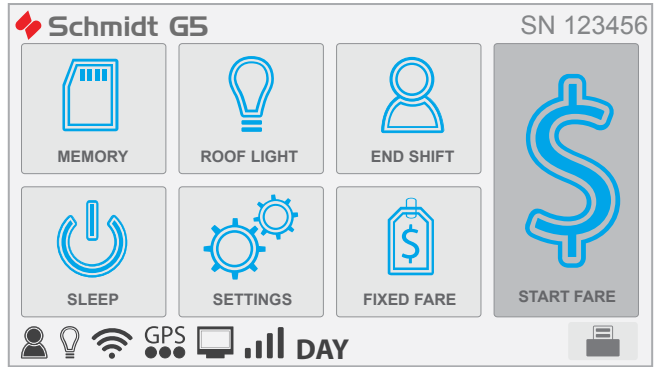 Schmidt G5 SN 123456
MEMORY ROOF LIGHT END SHIFT
SLEEP SETTINGS FIXED FARE START FARE
GPS DAY